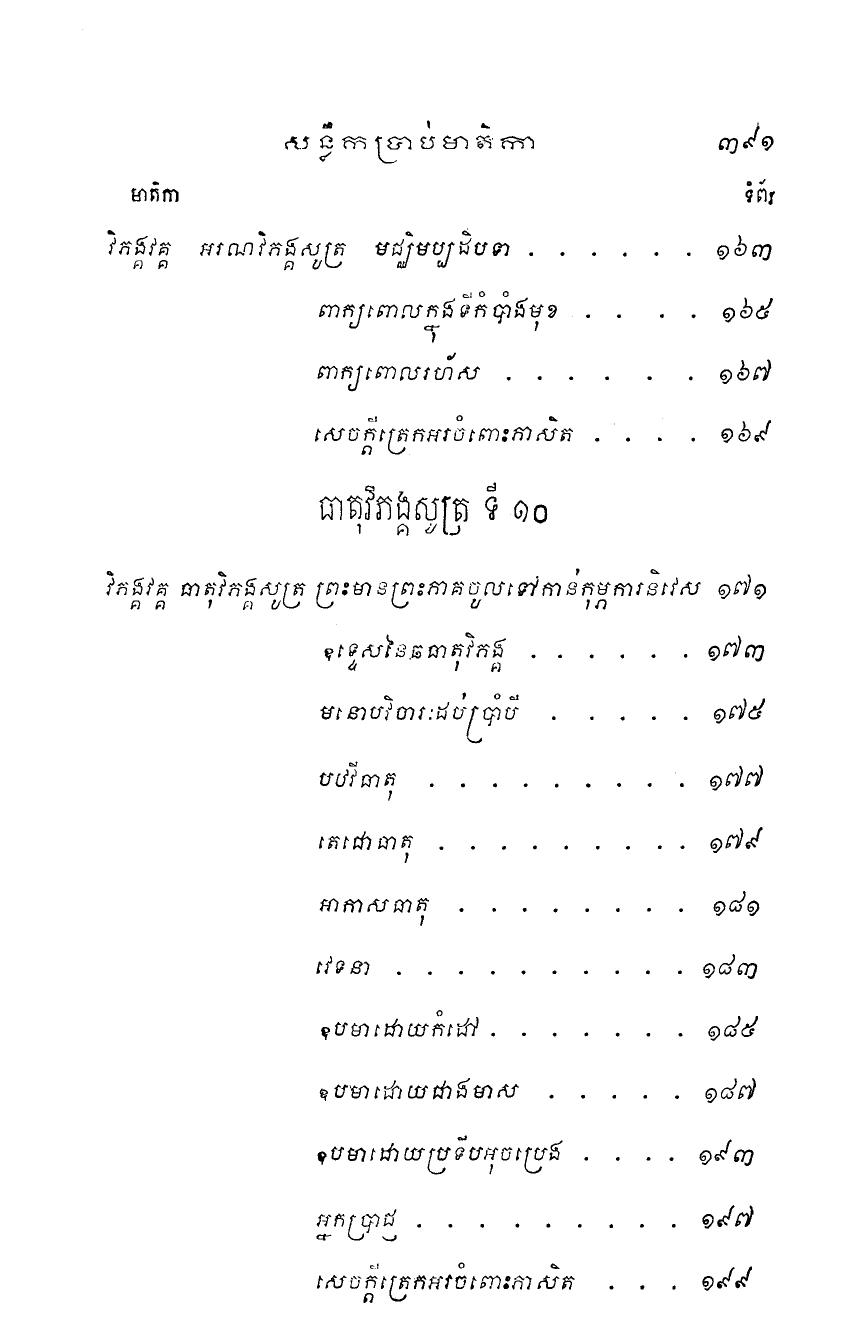 សន្លឹកប្រាប់មាតិកា ៣៩១
មាតិកា ទំព័រ
វិភង្គវគ្គ អរណវិភង្គសូត្រ មជ្ឈិមប្បដិបទា . . . . . . ១៦៣
ពាក្យពោលក្នុងទីកំបាំងមុខ . . . . ១៦៥
ពាក្យពោលរហ័ស . . . . . . . ១៦៧
សេចក្តីត្រេកអរចំពោះភាសិត . . . . ១៦៩
ធាតុវិភង្គសូត្រ ទី ១០
វិភង្គវគ្គ ធាតុវិភង្គសូត្រ ព្រះមានព្រះភាគចូលទៅកាន់កុម្ភការនិវេស ១៧១
ឧទ្ទេសនៃឆធាតុវិភង្គ . . . . . . ១៧៣
មនោបវិចារៈដប់ប្រាំបី . . . . . ១៧៥
បឋវីធាតុ . . . . . . . . . ១៧៧
តេជោធាតុ . . . . . . . . . ១៧៩
អាកាសធាតុ . . . . . . . . ១៨១
វេទនា . . . . . . . . . . ១៨៣
ឧបមាដោយកំដៅ . . . . . . . ១៨៥
ឧបមាដោយជាងមាស . . . . . ១៨៧
ឧបមាដោយប្រទីបអុចប្រេង . . . . ១៩៣
អ្នកប្រាជ្ញ . . . . . . . . . ១៩៧
សេចក្តីត្រេកអរចំពោះភាសិត . . . ១៩៩